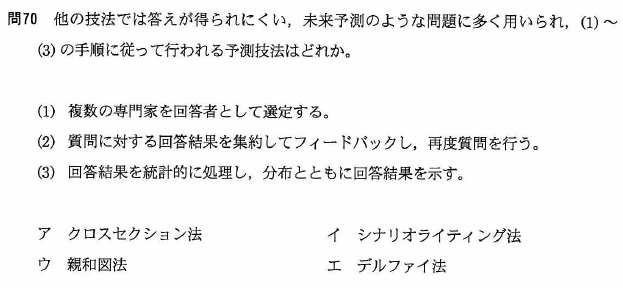 問70 他の技法では答えが得られにくい，未来予測のような問題に多く用いられ，(1)～
(3)の手順に従って行われる予測技法はどれか。
(1) 複数の専門家を回答者として選定する。
(2) 質問に対する回答結果を集約してフィードバックし，再度質問を行う。
(3) 回答結果を統計的に処理し，分布とともに回答結果を示す。
ア クロスセクション法 イ シナリオライティング法
ウ 親和図法 エ デルファイ法